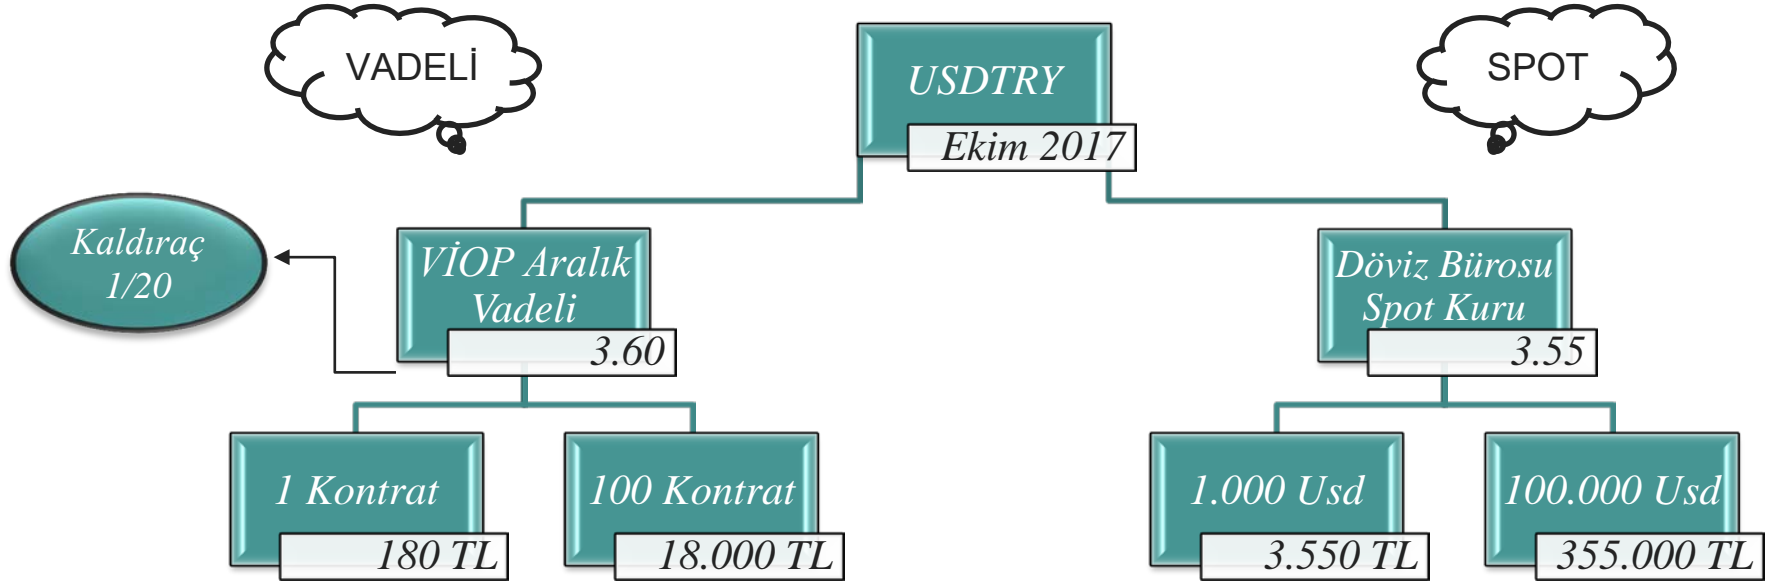 VADELİ
USDTRY
Ekim 2017
SPOT
Kaldıraç
1/20
VİOP Aralık
Vadeli
3.60
Döviz Bürosu
Spot Kuru
3.55
1 Kontrat
180 TL
100 Kontrat
18.000 TL
1.000 Usd
3.550 TL
100.000 Usd
355.000 TL